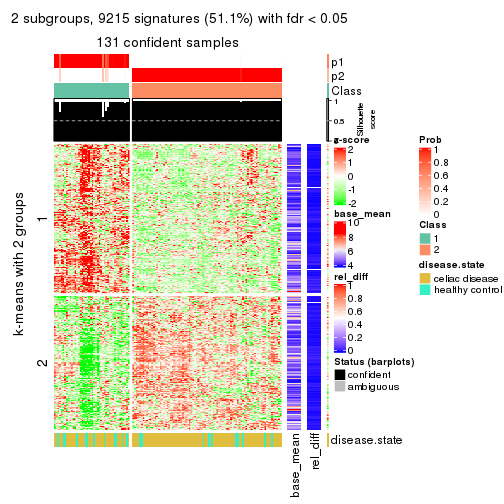 2 subgroups, 9215 signatures (51.1%) with fdr < 0.05
131 confident samples
p1
p2
Class
1
0.5
Silhouette
score
k-means with 2 groups
1
2
z-score
2
1
0
-1
-2
base_mean
10
8
6
4
rel_diff
1
0.8
0.6
0.4
0.2
0
Status (barplots)
confident
ambiguous
Prob
1
0.8
0.6
0.4
0.2
0
Class
1
2
disease.state
celiac disease
healthy control
disease.state
base_mean
rel_diff